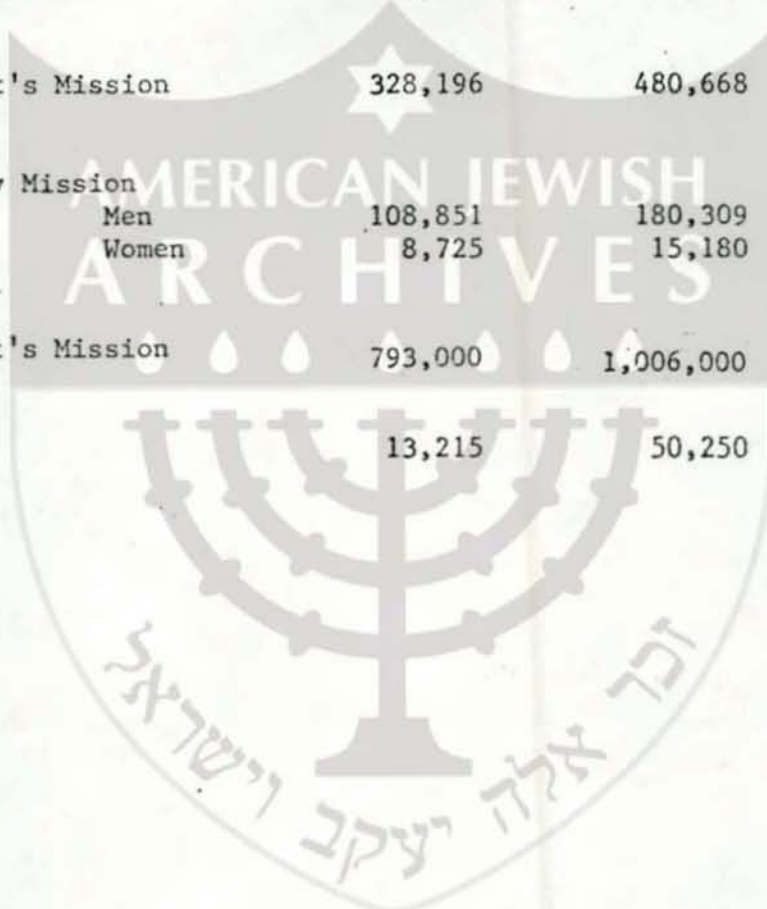 t's Mission 328,196 480,668
Mission
Men 108,851 180,309
Women 8,725 15,180
t's Mission 793,000 1,006,000
13,215 50,250
AMERICAN JEWISH
ARCHIVES
זכר אלה יעקב וישראל